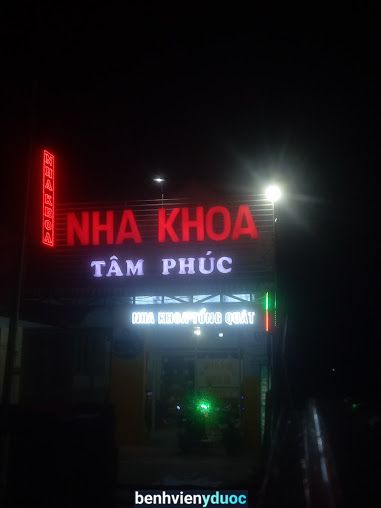 NHA KHOA
NHA KHOA
TÂM PHÚC
NHA KHOA TỔNG QUÁT
benhvienyduoc